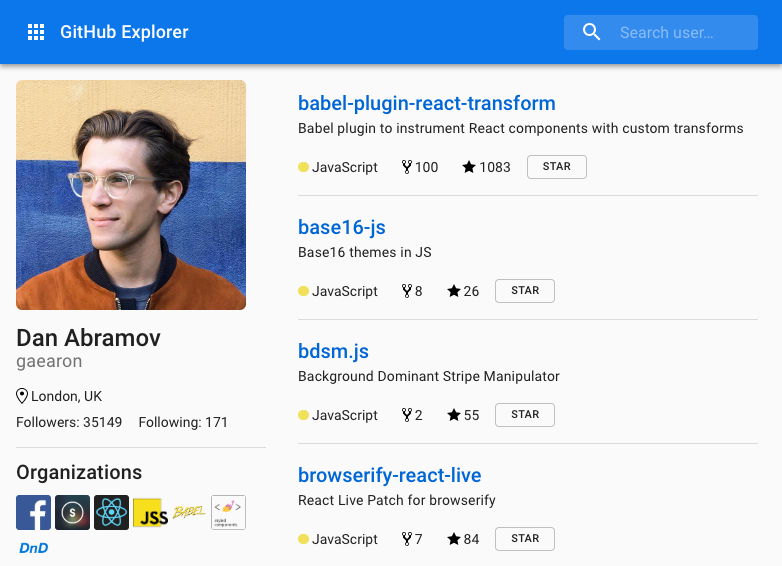 GitHub Explorer
Search user...
Dan Abramov
gaearon
London, UK
Followers: 35149 Following: 171
Organizations
S
JSS
BABEL
< >
styled
components
DnD
babel-plugin-react-transform
Babel plugin to instrument React components with custom transforms
JavaScript 100 1083 STAR
base16-js
Base16 themes in JS
JavaScript 8 26 STAR
bdsm.js
Background Dominant Stripe Manipulator
JavaScript 2 55 STAR
browserify-react-live
React Live Patch for browserify
JavaScript 7 84 STAR